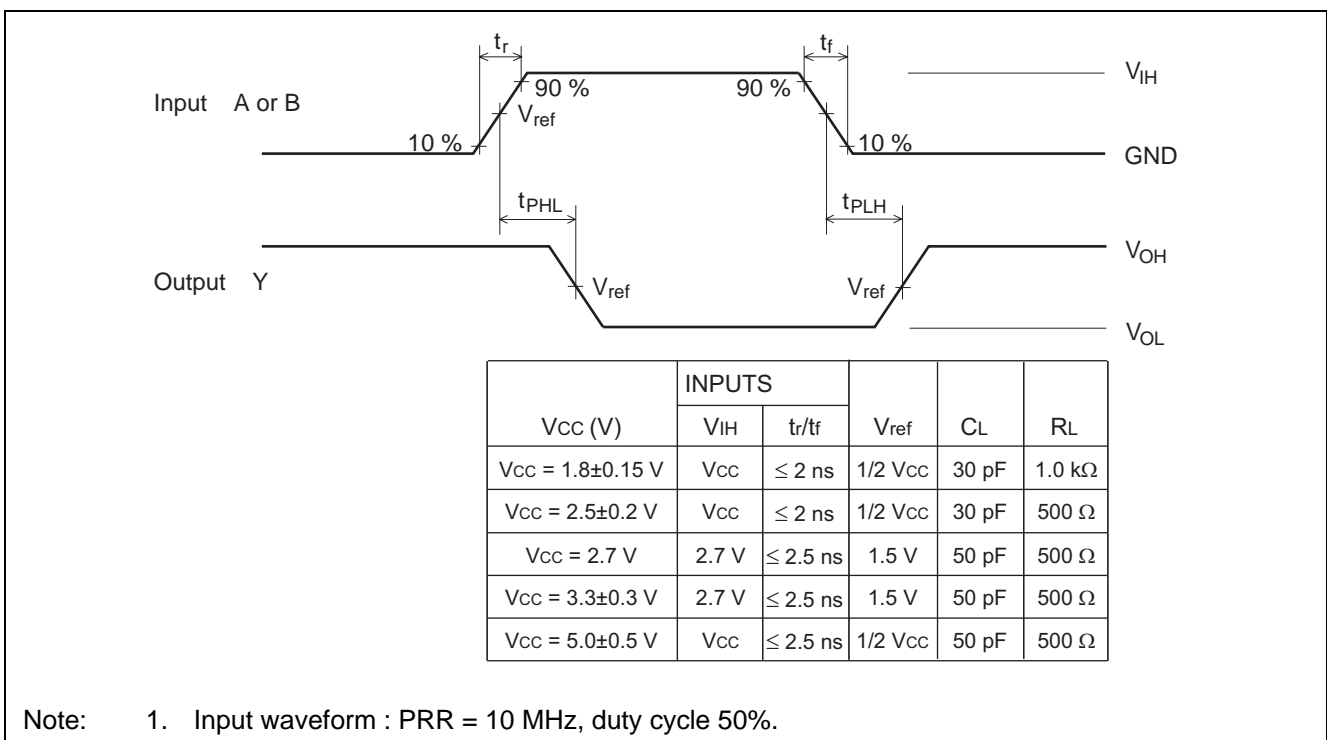 tr tf
VIH
90 % 90 %
Input A or B
Vref
10 % 10 %
GND
tPHL tPLH
VOH
Output Y
Vref Vref
VOL
INPUTS
VCC (V) VIH tr/tf Vref CL RL
VCC = 1.8±0.15 V VCC ≤ 2 ns 1/2 VCC 30 pF 1.0 kΩ
VCC = 2.5±0.2 V VCC ≤ 2 ns 1/2 VCC 30 pF 500 Ω
VCC = 2.7 V 2.7 V ≤ 2.5 ns 1.5 V 50 pF 500 Ω
VCC = 3.3±0.3 V 2.7 V ≤ 2.5 ns 1.5 V 50 pF 500 Ω
VCC = 5.0±0.5 V VCC ≤ 2.5 ns 1/2 VCC 50 pF 500 Ω
Note: 1. Input waveform : PRR = 10 MHz, duty cycle 50%.